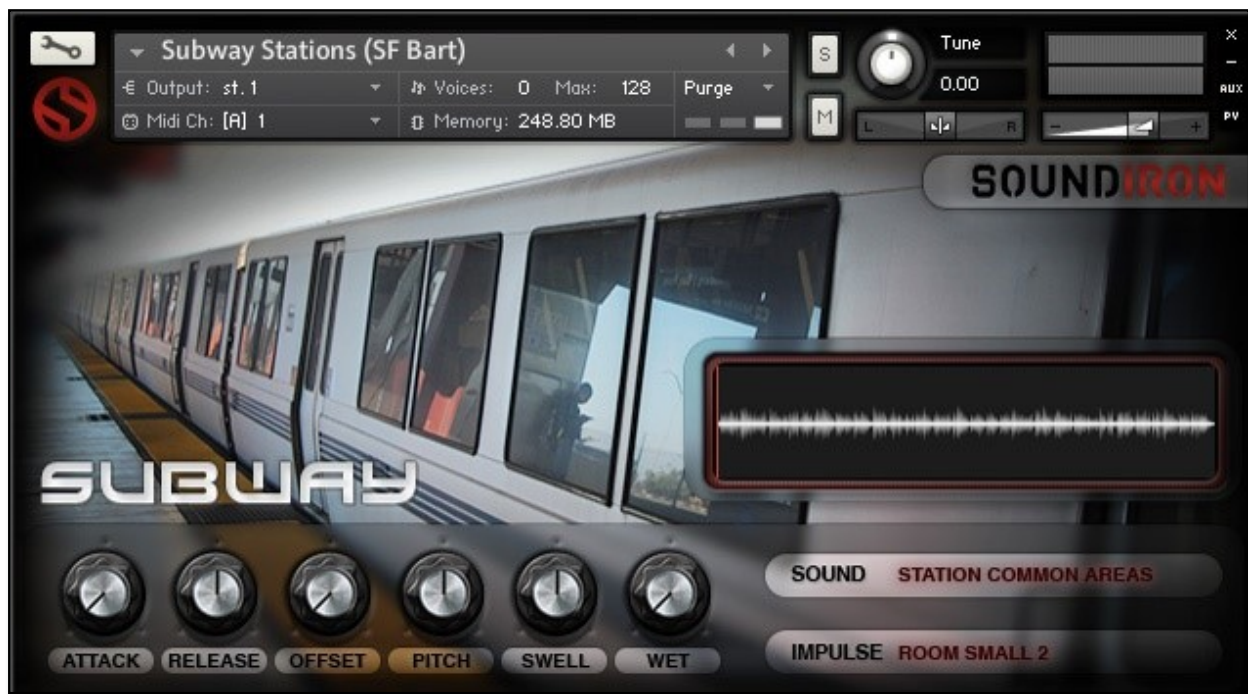 Subway Stations (SF Bart)
Output: st. 1
Voices: 0 Max: 128
Purge
Midi Ch: [A] 1
Memory: 248.80 MB
S
M
Tune
0.00
L R
- +
×
-
AUX
PV
SOUNDIRON
SUBWAY
ATTACK RELEASE OFFSET PITCH SWELL WET
SOUND STATION COMMON AREAS
IMPULSE ROOM SMALL 2